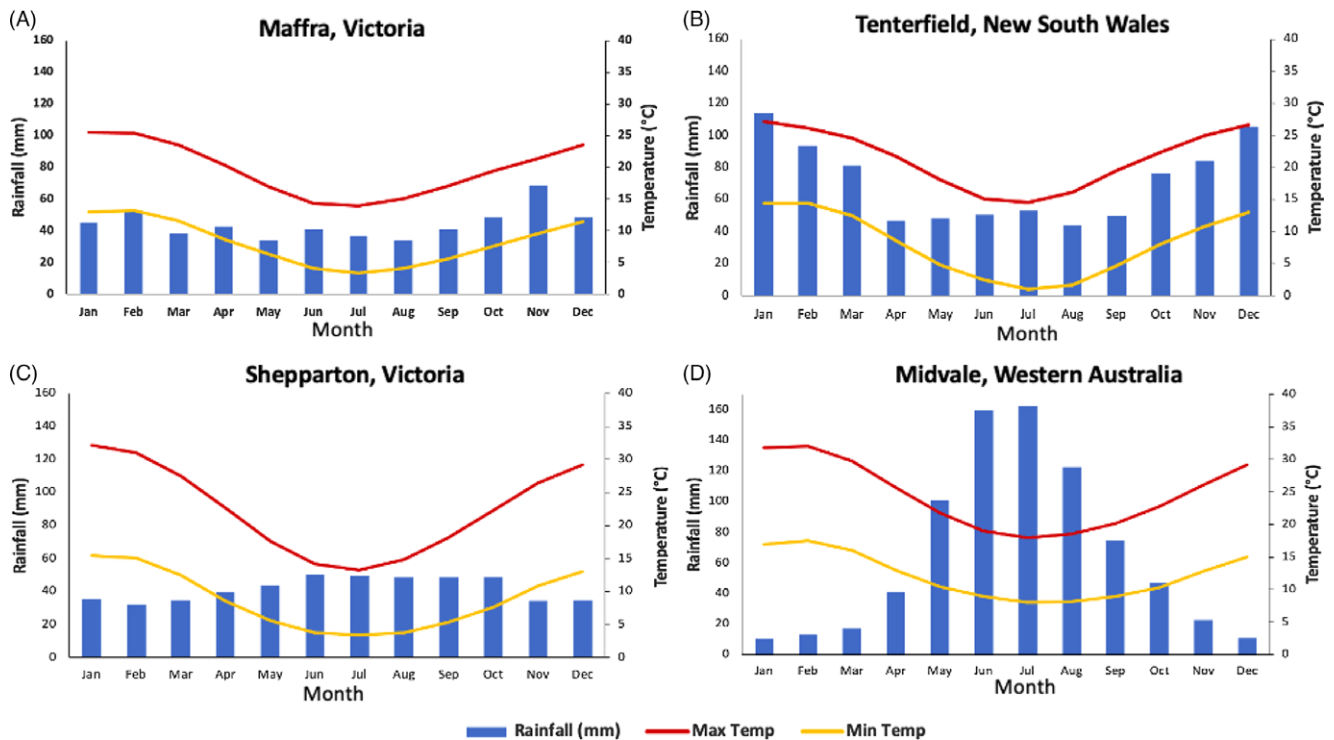 (A)
Maffra, Victoria
160
140
120
100
80
60
40
20
0
Rainfall (mm)
40
35
30
25
20
15
10
5
0
Temperature (°C)
Jan Feb Mar Apr May Jun Jul Aug Sep Oct Nov Dec
Month
(B)
Tenterfield, New South Wales
160
140
120
100
80
60
40
20
0
Rainfall (mm)
40
35
30
25
20
15
10
5
0
Temperature (°C)
Jan Feb Mar Apr May Jun Jul Aug Sep Oct Nov Dec
Month
(C)
Shepparton, Victoria
160
140
120
100
80
60
40
20
0
Rainfall (mm)
40
35
30
25
20
15
10
5
0
Temperature (°C)
Jan Feb Mar Apr May Jun Jul Aug Sep Oct Nov Dec
Month
(D)
Midvale, Western Australia
160
140
120
100
80
60
40
20
0
Rainfall (mm)
40
35
30
25
20
15
10
5
0
Temperature (°C)
Jan Feb Mar Apr May Jun Jul Aug Sep Oct Nov Dec
Month
Rainfall (mm) Max Temp Min Temp